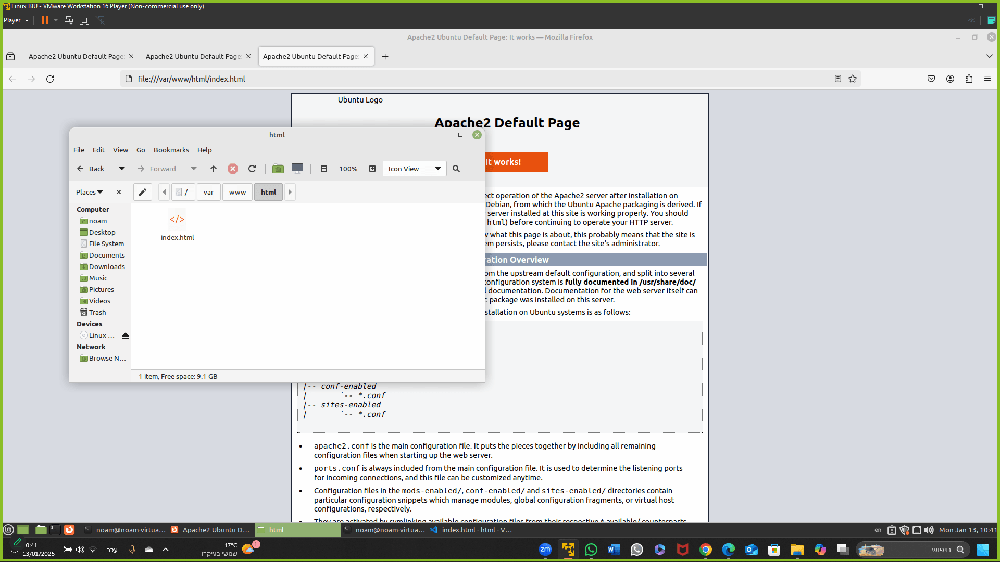 Linux BIU - VMware Workstation 16 Player (Non-commercial use only)
Player
Apache2 Ubuntu Default Page: It works — Mozilla Firefox
Apache2 Ubuntu Default Page:
Apache2 Ubuntu Default Page:
Apache2 Ubuntu Default Page:
file:///var/www/html/index.html
Ubuntu Logo
Apache2 Default Page
It works!
html
File Edit View Go Bookmarks Help
Back Forward 100% Icon View
Places / var www html
Computer
noam
Desktop
File System
Documents
Downloads
Music
Pictures
Videos
Trash
Devices
Linux ...
Network
Browse N...
</>
index.html
1 item, Free space: 9.1 GB
operation of the Apache2 server after installation on
Debian, from which the Ubuntu Apache packaging is derived. If
server installed at this site is working properly. You should
html) before continuing to operate your HTTP server.
what this page is about, this probably means that the site is
persists, please contact the site's administrator.
Overview
the upstream default configuration, and split into several
configuration system is fully documented in /usr/share/doc/
documentation. Documentation for the web server itself can
package was installed on this server.
on Ubuntu systems is as follows:
|-- conf-enabled
|       `-- *.conf
|-- sites-enabled
|       `-- *.conf
• apache2.conf is the main configuration file. It puts the pieces together by including all remaining
configuration files when starting up the web server.
• ports.conf is always included from the main configuration file. It is used to determine the listening ports
for incoming connections, and this file can be customized anytime.
• Configuration files in the mods-enabled/, conf-enabled/ and sites-enabled/ directories contain
particular configuration snippets which manage modules, global configuration fragments, or virtual host
configurations, respectively.
• They are activated by symlinking available configuration files from their respective *-available/ counterparts.
noam@noam-virtua... Apache2 Ubuntu D... html noam@noam-virtua... index.html - html - V... en Mon Jan 13, 10:41
10:41
13/01/2025
עבר
17°C
שמשי בעיקרו
1
zm
חיפוש